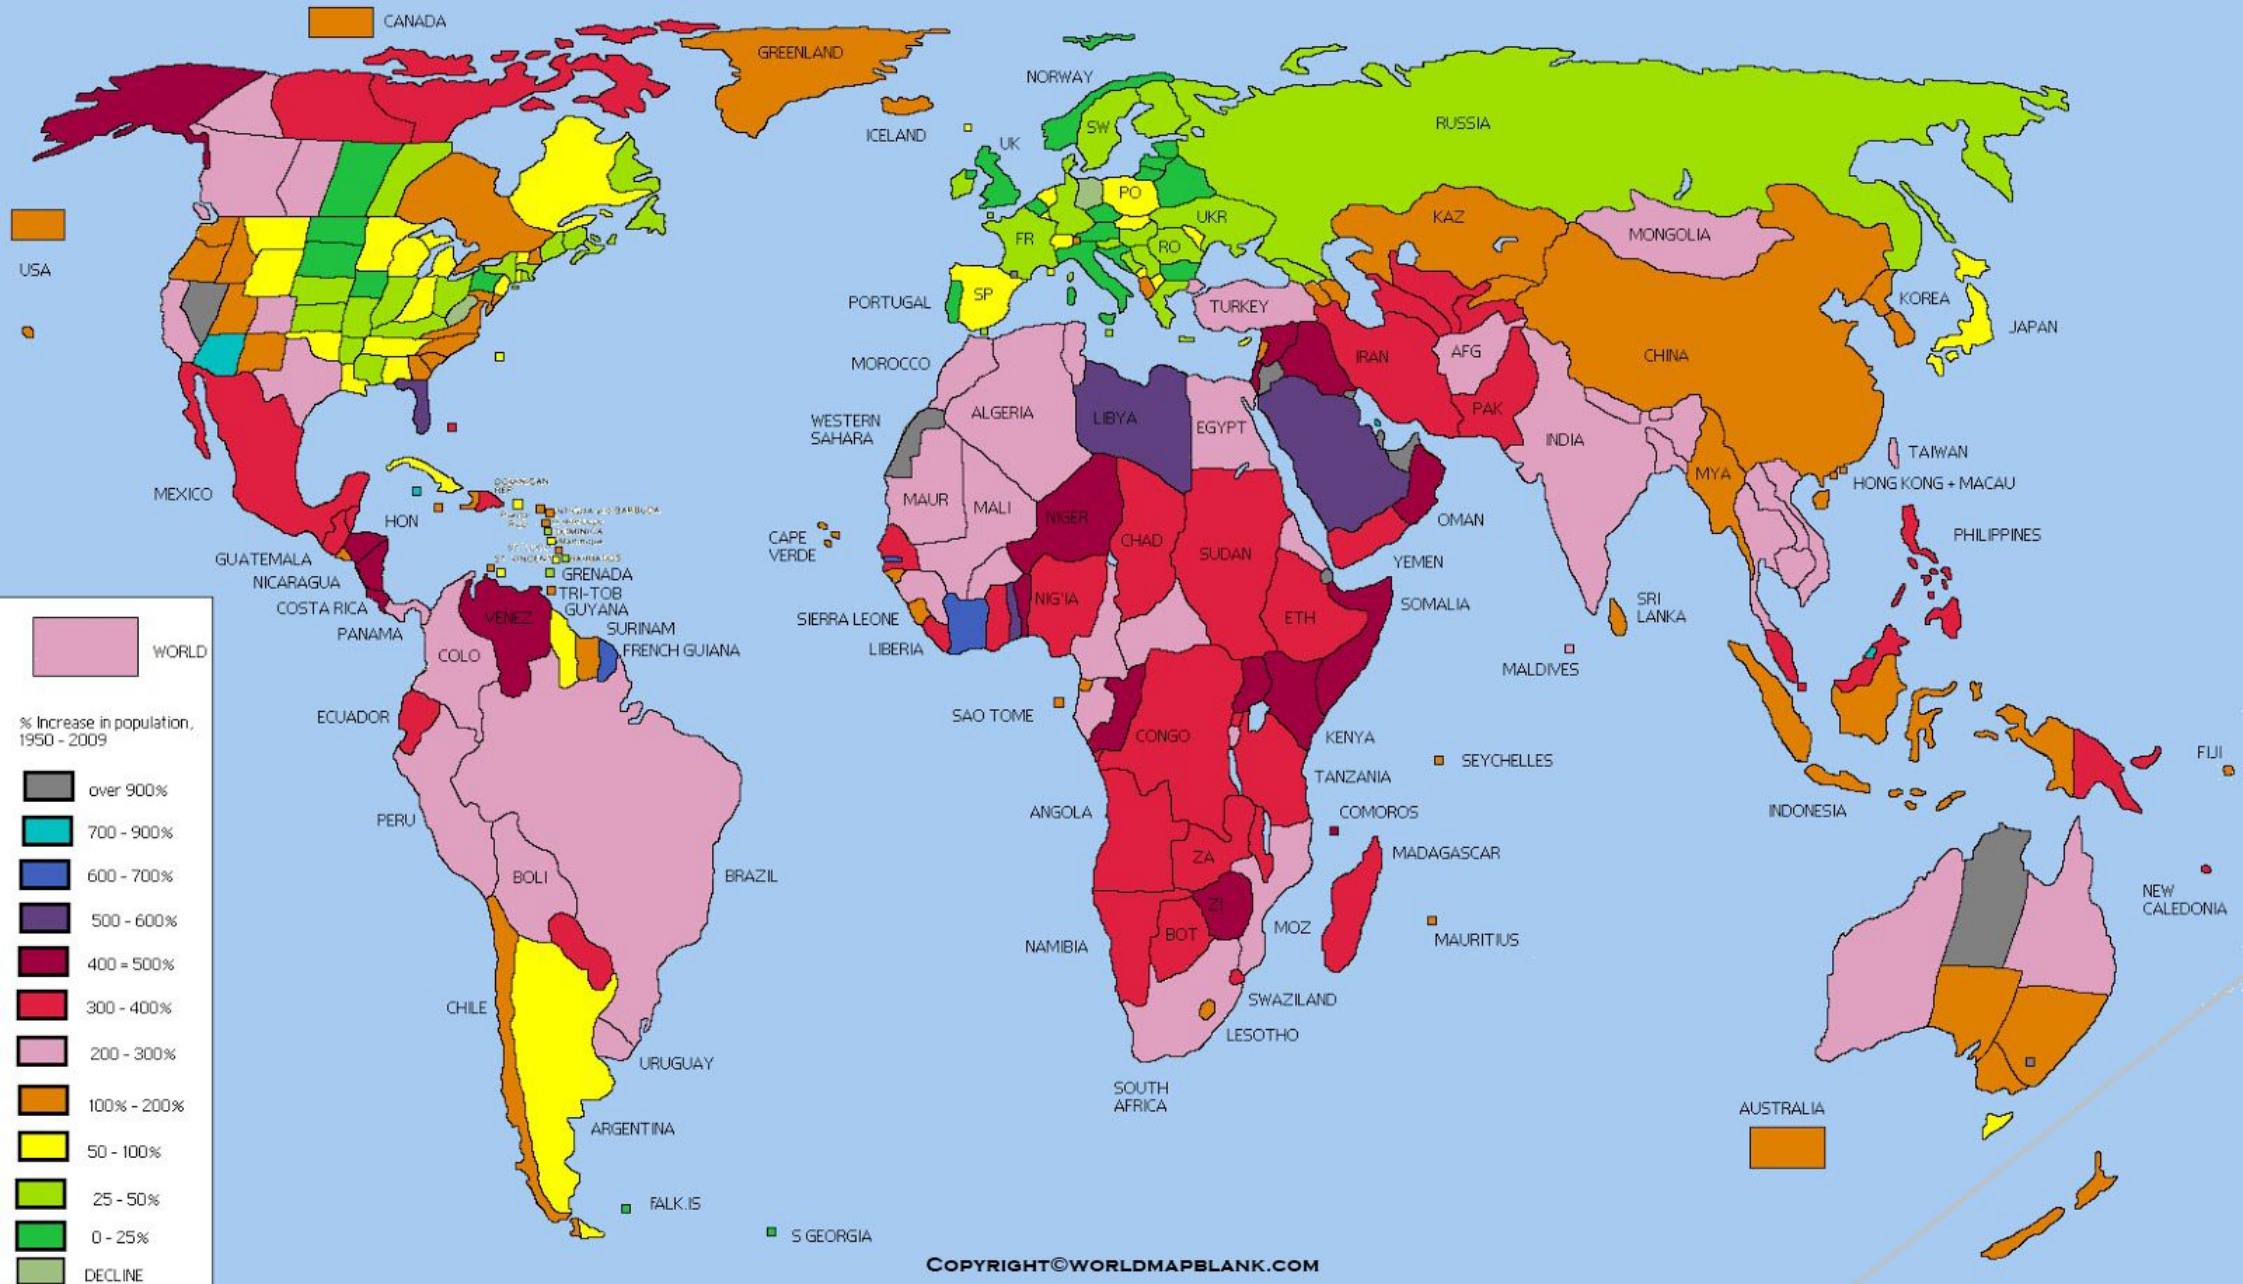 CANADA
GREENLAND
ICELAND
NORWAY
UK
SW
RUSSIA
PO
UKR
FR
RO
KAZ
MONGOLIA
USA
PORTUGAL
SP
TURKEY
KOREA
JAPAN
MOROCCO
IRAN
AFG
CHINA
WESTERN
SAHARA
ALGERIA
LIBYA
EGYPT
PAK
INDIA
TAIWAN
MYA
HONG KONG + MACAU
MEXICO
HON
DOMINICAN
REP
DOMINICA
Martinique
ST VINCENT
BARBADOS
GRENADA
TRI-TOB
GUATEMALA
NICARAGUA
COSTA RICA
PANAMA
GUYANA
SURINAM
FRENCH GUIANA
VENEZ
COLO
ECUADOR
PERU
BOLI
BRAZIL
CHILE
URUGUAY
ARGENTINA
FALK.IS
S GEORGIA
MAUR
MALI
NIGER
CHAD
SUDAN
OMAN
YEMEN
CAPE
VERDE
SIERRA LEONE
LIBERIA
NIG'IA
ETH
SOMALIA
SAO TOME
CONGO
KENYA
TANZANIA
ANGOLA
COMOROS
ZA
MADAGASCAR
ZI
BOT
MOZ
NAMIBIA
MAURITIUS
SWAZILAND
LESOTHO
SOUTH
AFRICA
SEYCHELLES
MALDIVES
SRI
LANKA
PHILIPPINES
INDONESIA
FIJI
NEW
CALEDONIA
AUSTRALIA
WORLD
% Increase in population,
1950 - 2009
over 900%
700 - 900%
600 - 700%
500 - 600%
400 = 500%
300 - 400%
200 - 300%
100% - 200%
50 - 100%
25 - 50%
0 - 25%
DECLINE
COPYRIGHT©WORLDMAPBLANK.COM